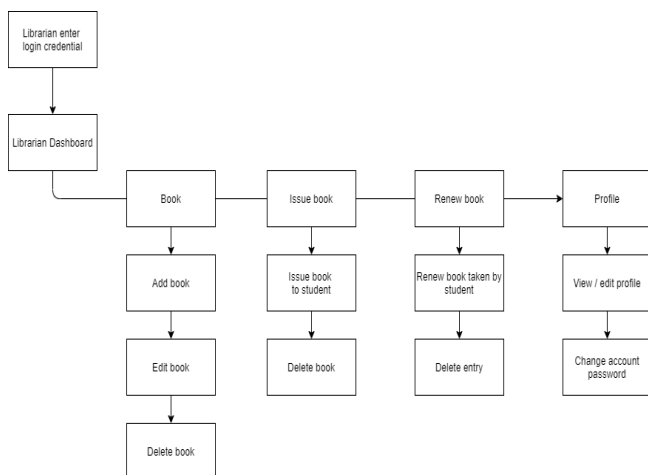 Librarian enter
login credential
Librarian Dashboard
Book
Issue book
Renew book
Profile
Add book
Issue book
to student
Renew book taken by
student
View / edit profile
Edit book
Delete book
Delete entry
Change account
password
Delete book